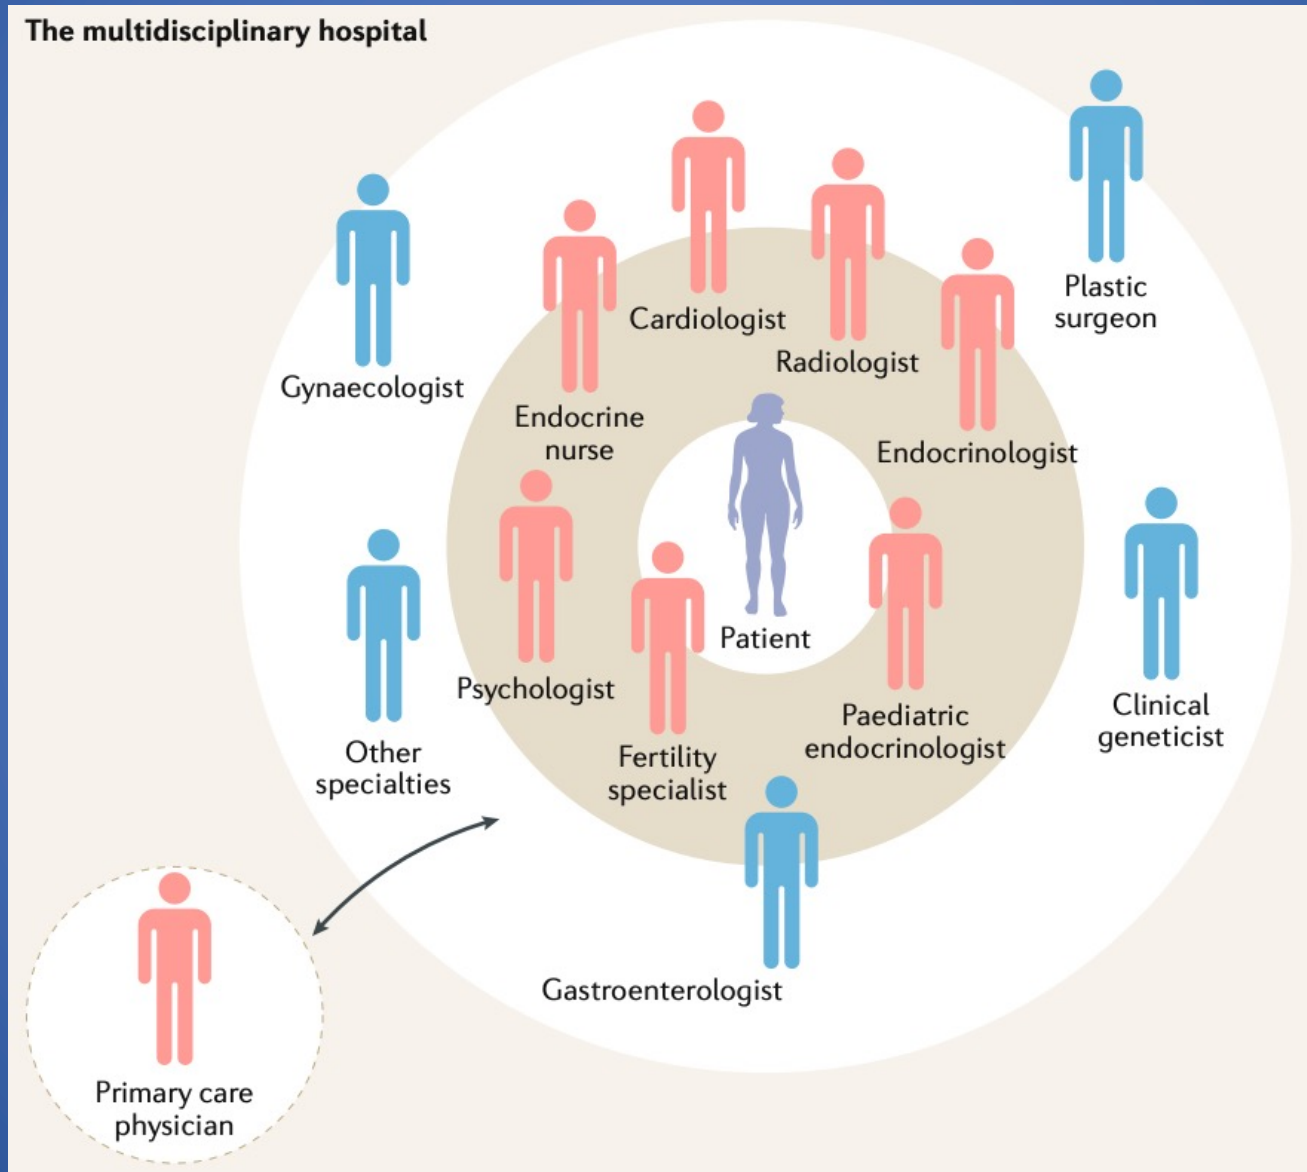 The multidisciplinary hospital
Plastic
surgeon
Cardiologist
Radiologist
Gynaecologist
Endocrine
nurse
Endocrinologist
Patient
Psychologist
Fertility
specialist
Paediatric
endocrinologist
Clinical
geneticist
Other
specialties
Gastroenterologist
Primary care
physician